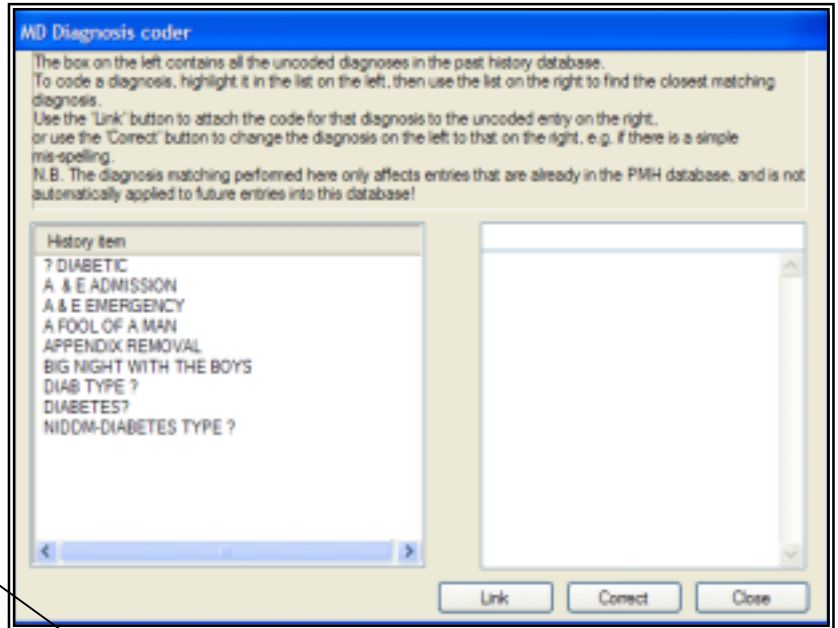 MD Diagnosis coder
The box on the left contains all the uncoded diagnoses in the past history database.
To code a diagnosis, highlight it in the list on the left, then use the list on the right to find the closest matching
diagnosis.
Use the 'Link' button to attach the code for that diagnosis to the uncoded entry on the right,
or use the 'Correct' button to change the diagnosis on the left to that on the right, e.g. if there is a simple
mis-spelling.
N.B. The diagnosis matching performed here only affects entries that are already in the PMH database, and is not
automatically applied to future entries into this database!
History item
? DIABETIC
A & E ADMISSION
A & E EMERGENCY
A FOOL OF A MAN
APPENDIX REMOVAL
BIG NIGHT WITH THE BOYS
DIAB TYPE ?
DIABETES?
NIDDM-DIABETES TYPE ?
Link
Correct
Close